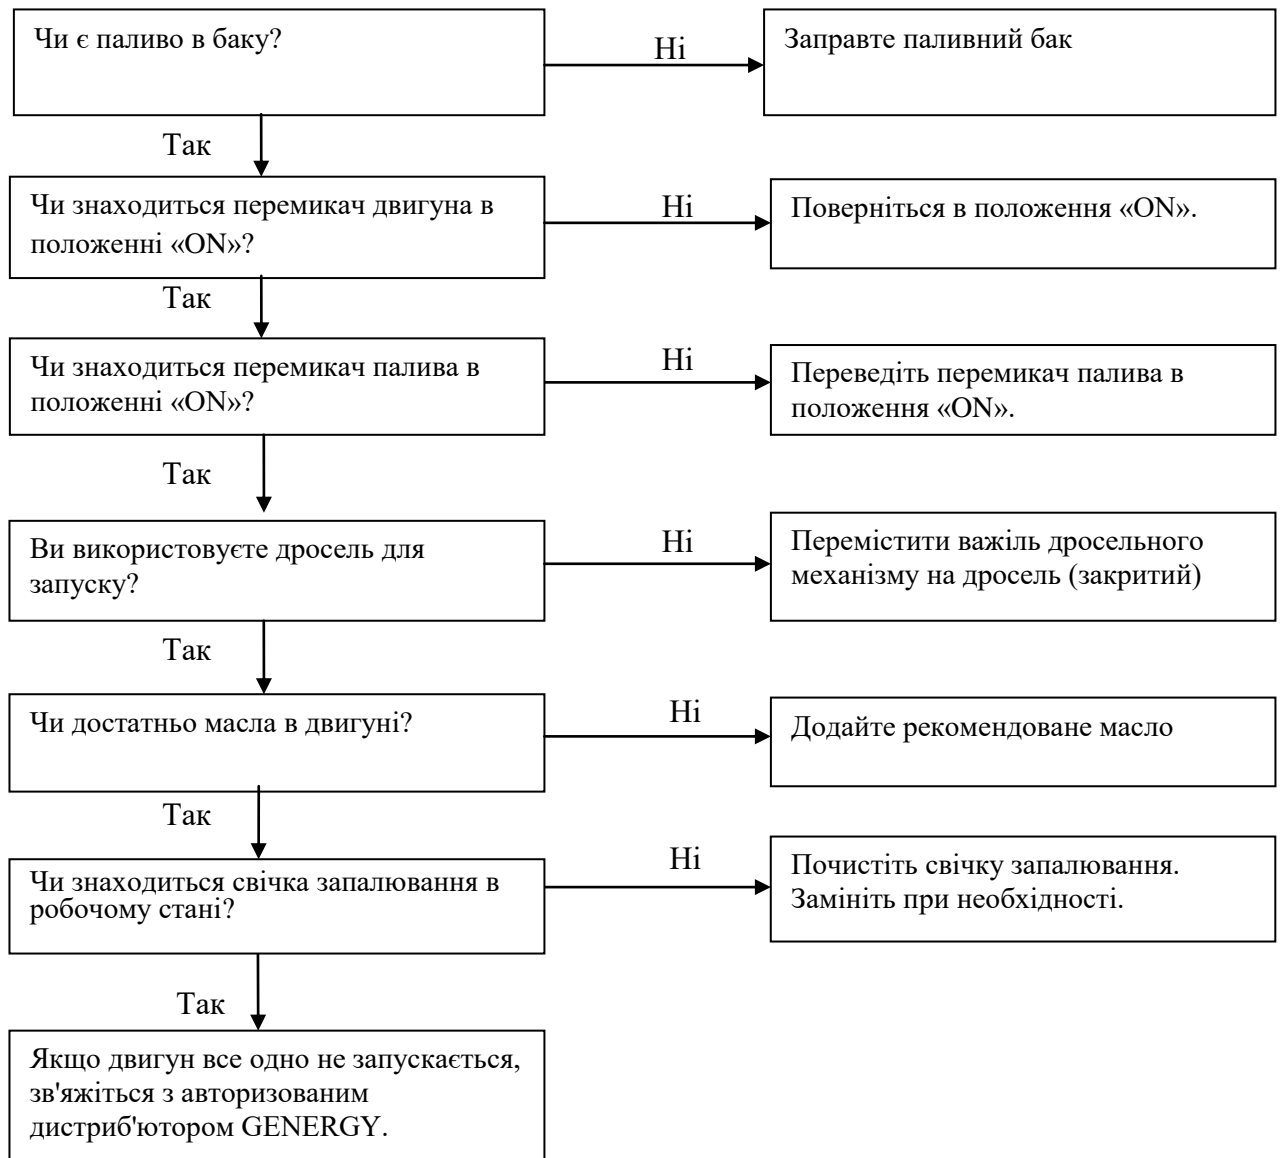 Чи є паливо в баку?
Ні
Заправте паливний бак
Так
Чи знаходиться перемикач двигуна в
положенні «ON»?
Ні
Поверніться в положення «ON».
Так
Чи знаходиться перемикач палива в
положенні «ON»?
Ні
Переведіть перемикач палива в
положення «ON».
Так
Ви використовуєте дросель для
запуску?
Ні
Перемістити важіль дросельного
механізму на дросель (закритий)
Так
Чи достатньо масла в двигуні?
Ні
Додайте рекомендоване масло
Так
Чи знаходиться свічка запалювання в
робочому стані?
Ні
Почистіть свічку запалювання.
Замініть при необхідності.
Так
Якщо двигун все одно не запускається,
зв'яжіться з авторизованим
дистриб'ютором GENERGY.